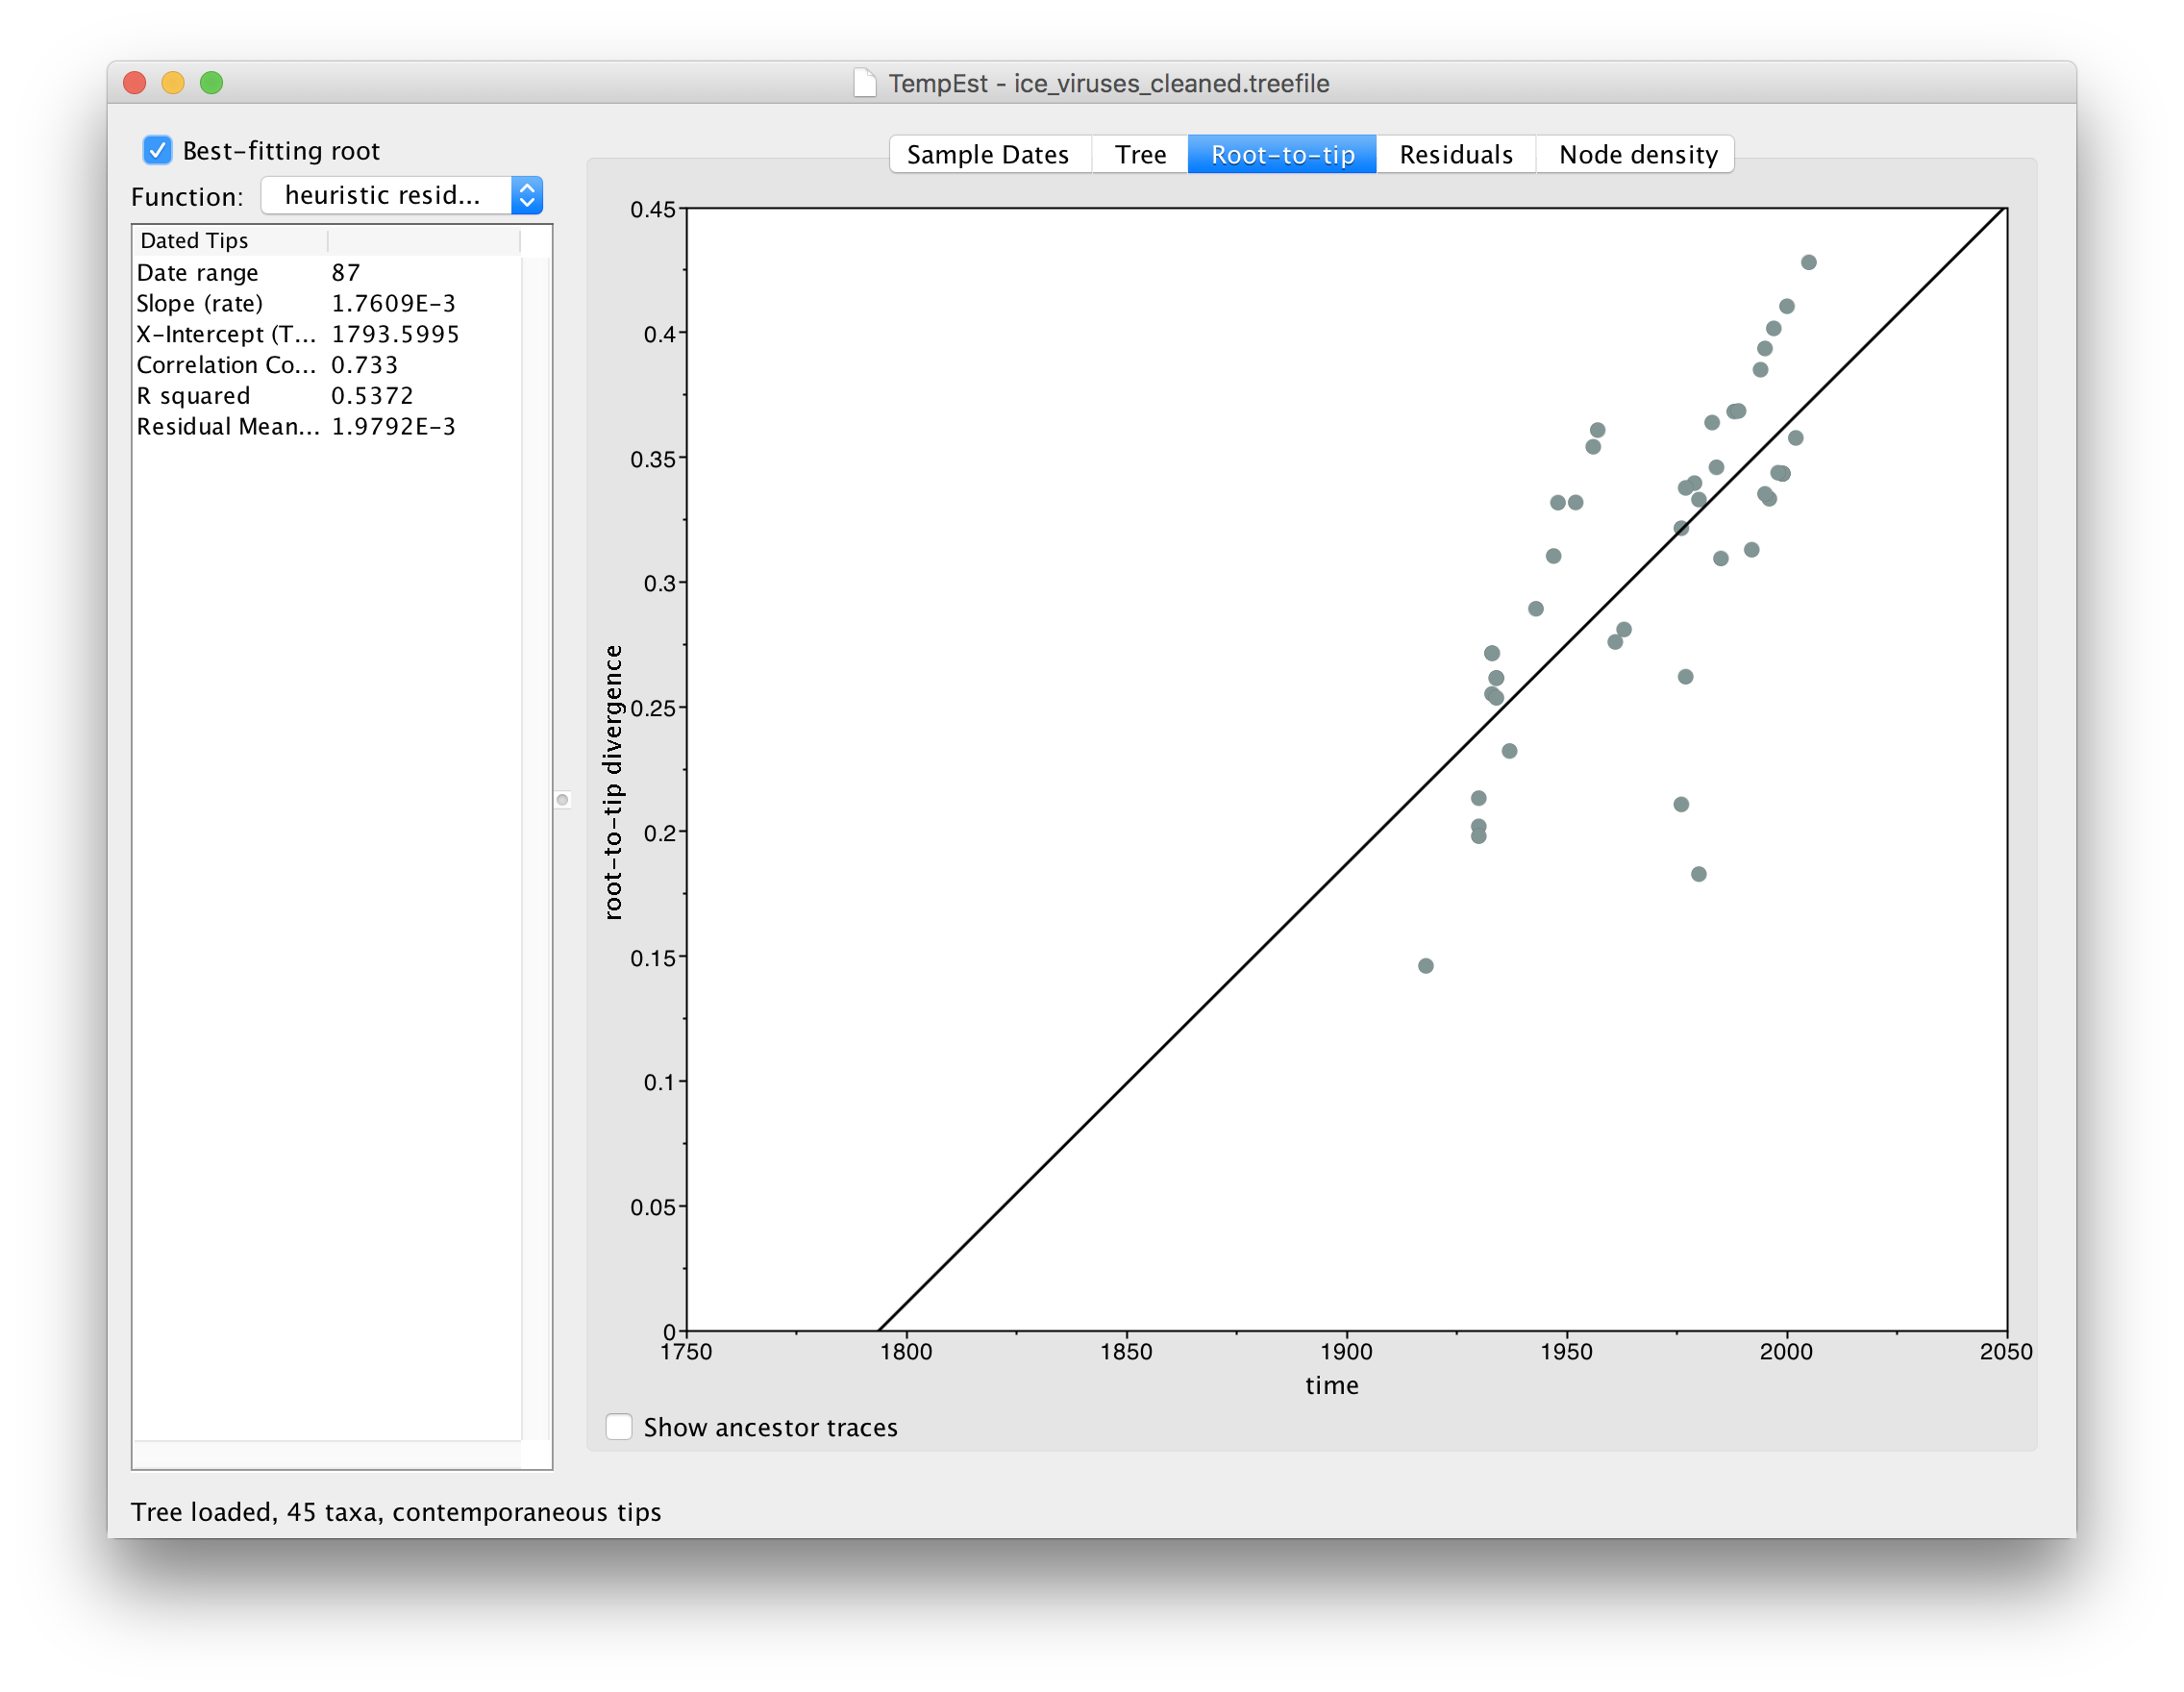 TempEst - ice_viruses_cleaned.treefile
Best-fitting root
Function: heuristic resid...
Dated Tips
Date range 87
Slope (rate) 1.7609E-3
X-Intercept (T... 1793.5995
Correlation Co... 0.733
R squared 0.5372
Residual Mean... 1.9792E-3
Sample Dates Tree Root-to-tip Residuals Node density
0.45
0.4
0.35
0.3
0.25
0.2
0.15
0.1
0.05
0
root-to-tip divergence
1750 1800 1850 1900 1950 2000 2050
time
Show ancestor traces
Tree loaded, 45 taxa, contemporaneous tips